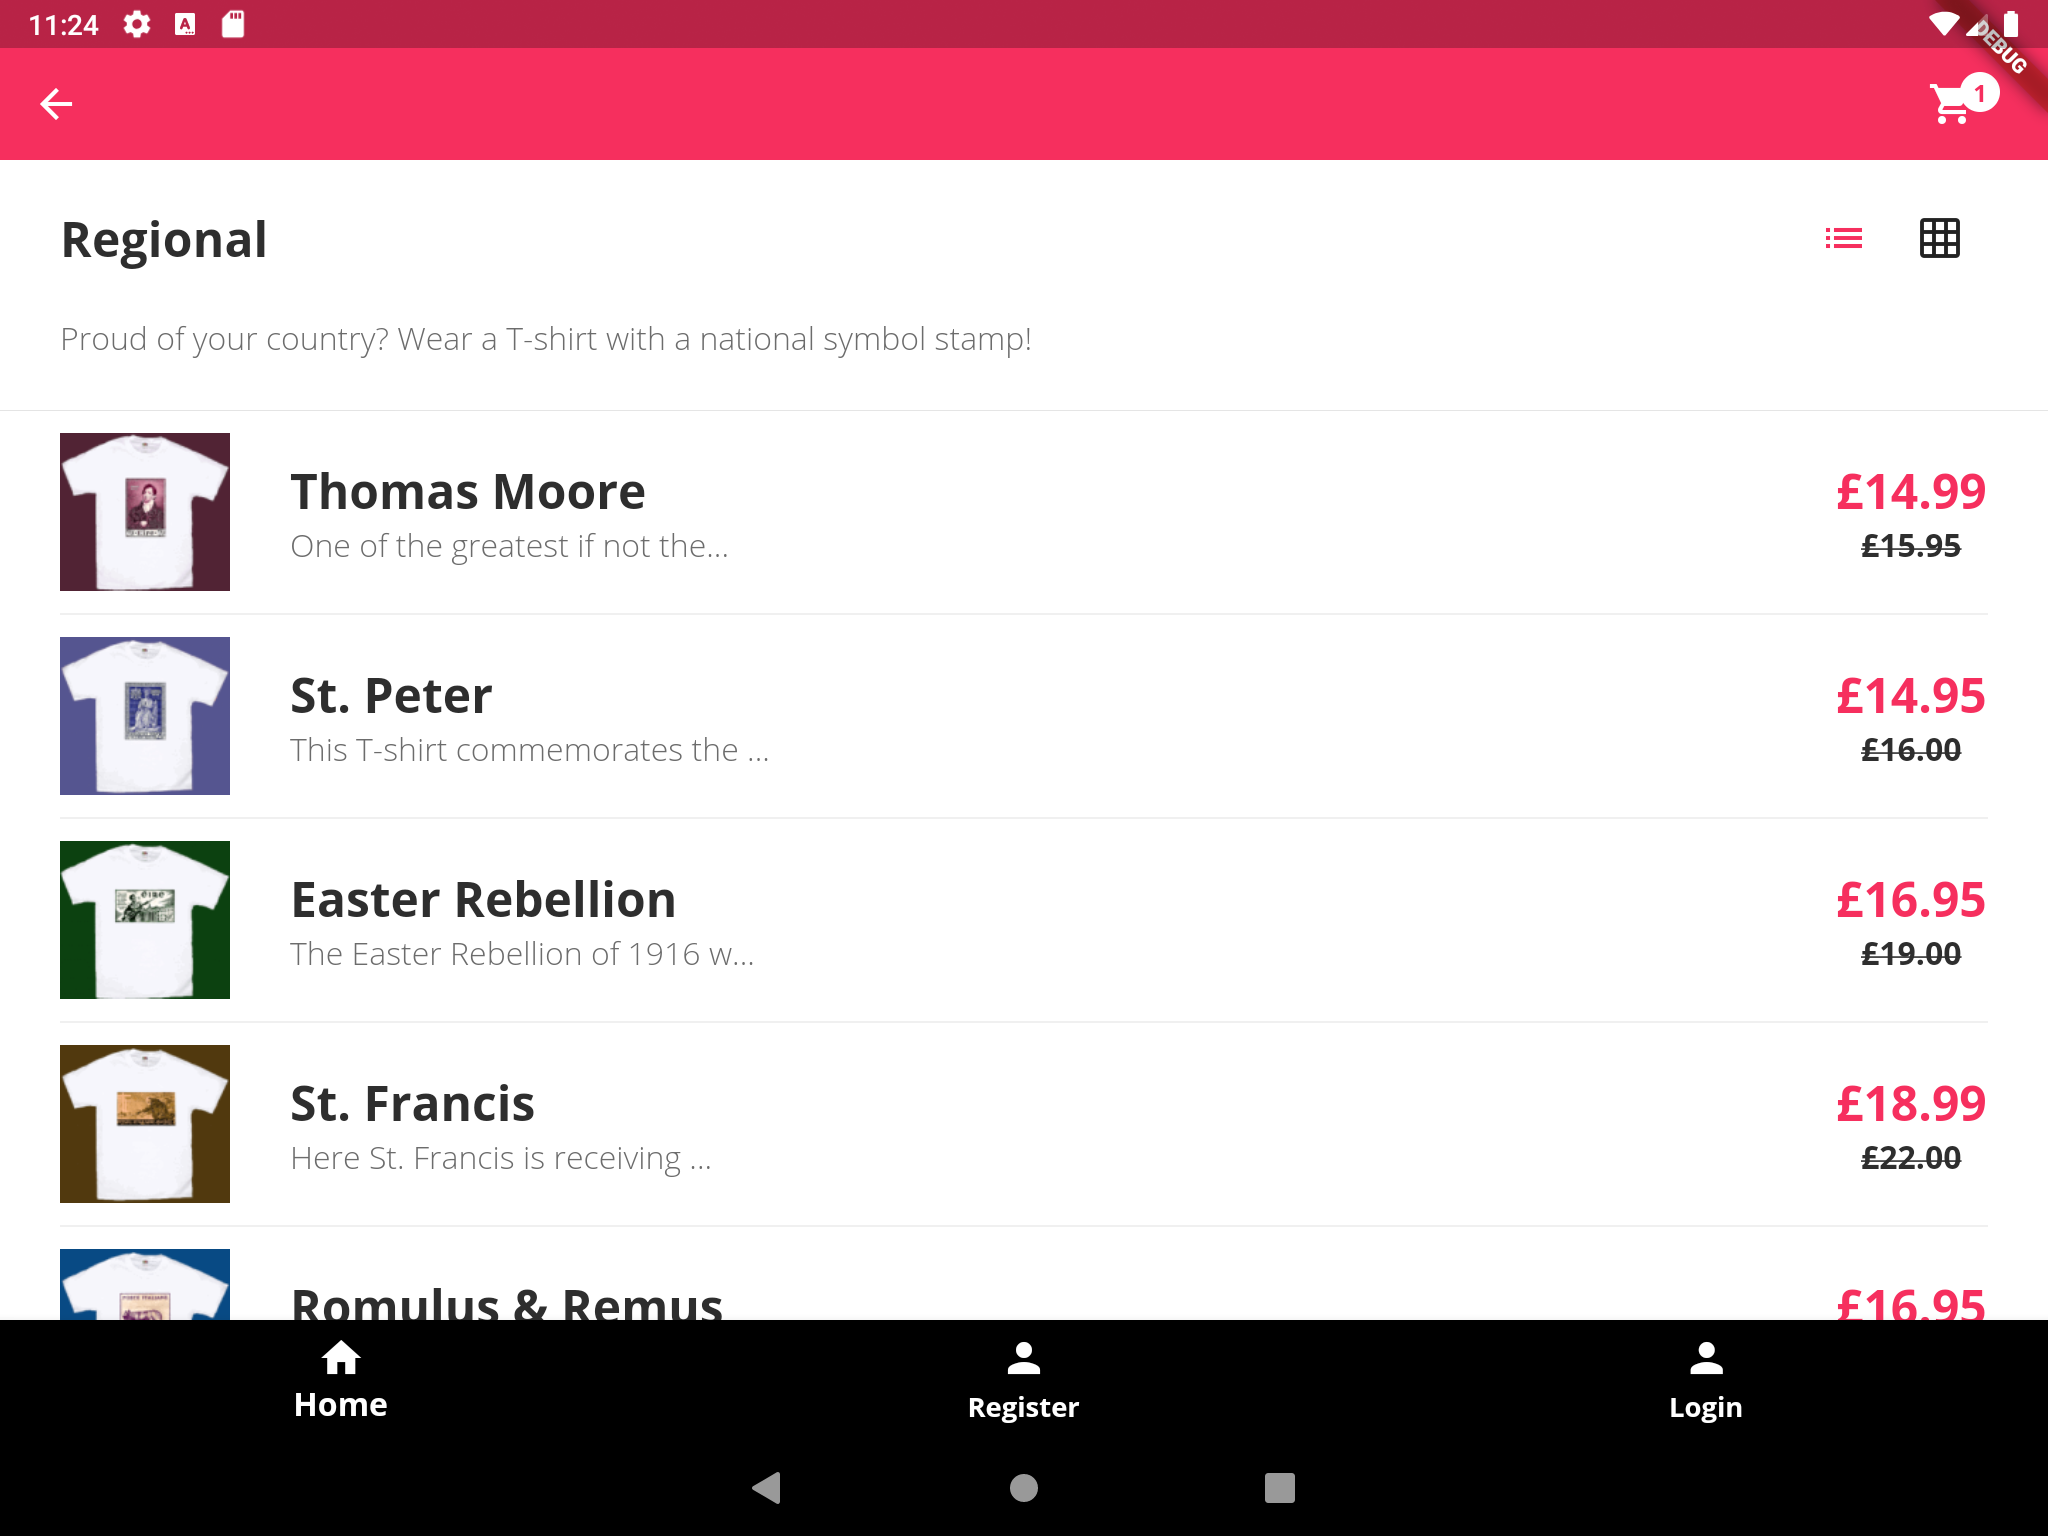 11:24
DEBUG
1
Regional
Proud of your country? Wear a T-shirt with a national symbol stamp!
Thomas Moore
£14.99
One of the greatest if not the...
£15.95
St. Peter
£14.95
This T-shirt commemorates the ...
£16.00
Easter Rebellion
£16.95
The Easter Rebellion of 1916 w...
£19.00
St. Francis
£18.99
Here St. Francis is receiving ...
£22.00
Romulus & Remus
£16.95
Home
Register
Login